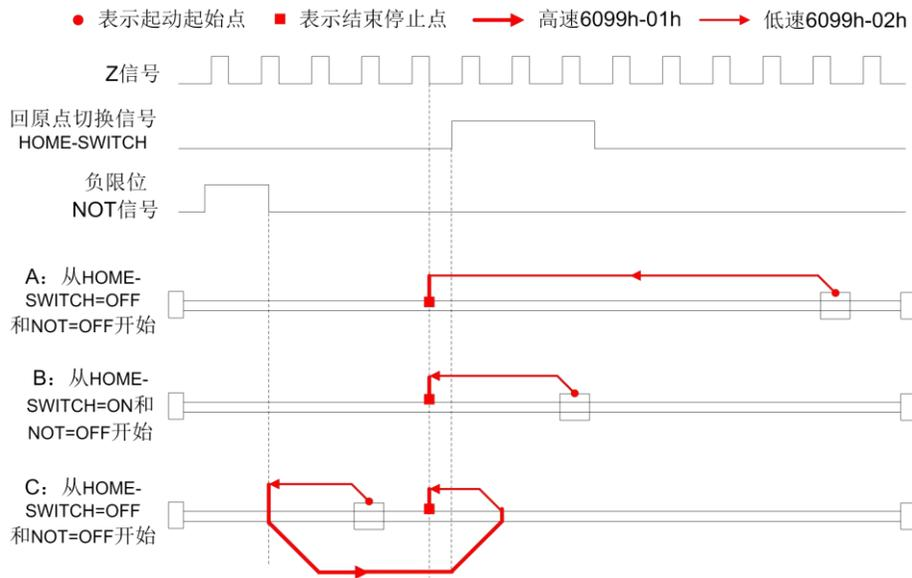 表示起动起始点 表示结束停止点 高速6099h-01h 低速6099h-02h
Z信号
回原点切换信号
HOME-SWITCH
负限位
NOT信号
A：从HOME-
SWITCH=OFF
和NOT=OFF开始
B：从HOME-
SWITCH=ON和
NOT=OFF开始
C：从HOME-
SWITCH=OFF
和NOT=OFF开始